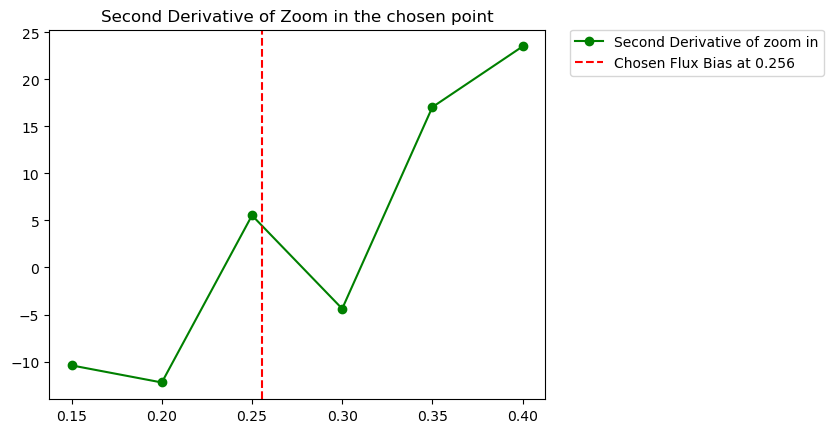 Second Derivative of Zoom in the chosen point
25
20
15
10
5
0
−5
−10
0.15 0.20 0.25 0.30 0.35 0.40
Second Derivative of zoom in
Chosen Flux Bias at 0.256